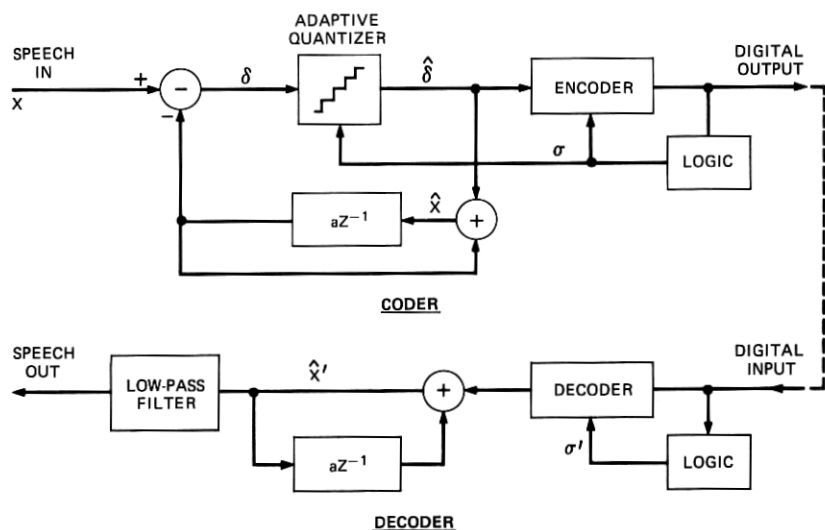 ADAPTIVE
QUANTIZER
SPEECH
IN
X
+
−
−
δ
δ̂
ENCODER
DIGITAL
OUTPUT
σ
LOGIC
aZ⁻¹
x̂
+
CODER
SPEECH
OUT
LOW-PASS
FILTER
x̂′
+
DECODER
DIGITAL
INPUT
aZ⁻¹
σ′
LOGIC
DECODER